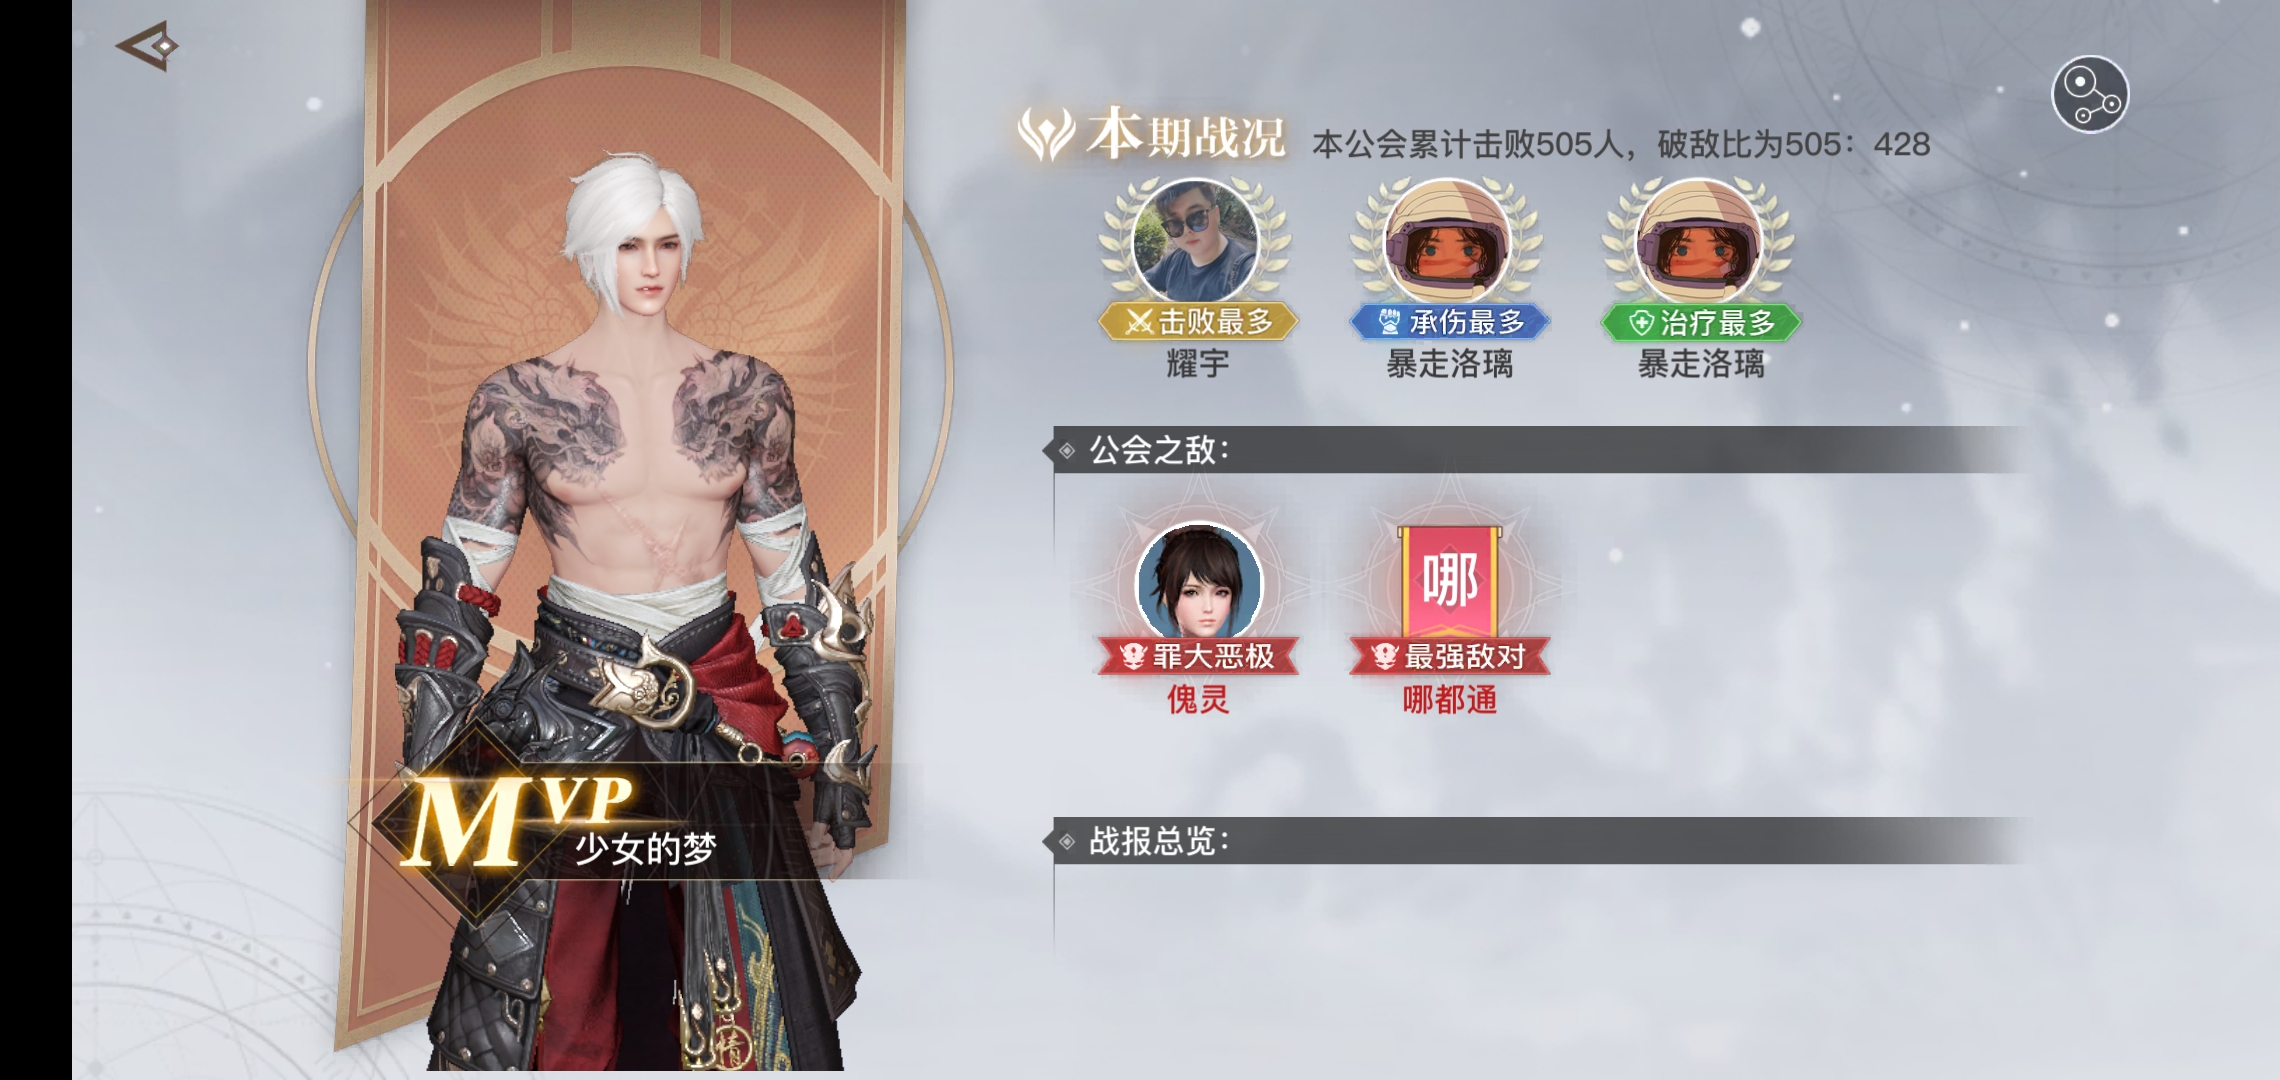 本期战况 本公会累计击败505人，破敌比为505：428
击败最多 承伤最多 治疗最多
耀宇 暴走洛璃 暴走洛璃
公会之敌：
哪
罪大恶极 最强敌对
傀灵 哪都通
MVP
少女的梦
战报总览：
情